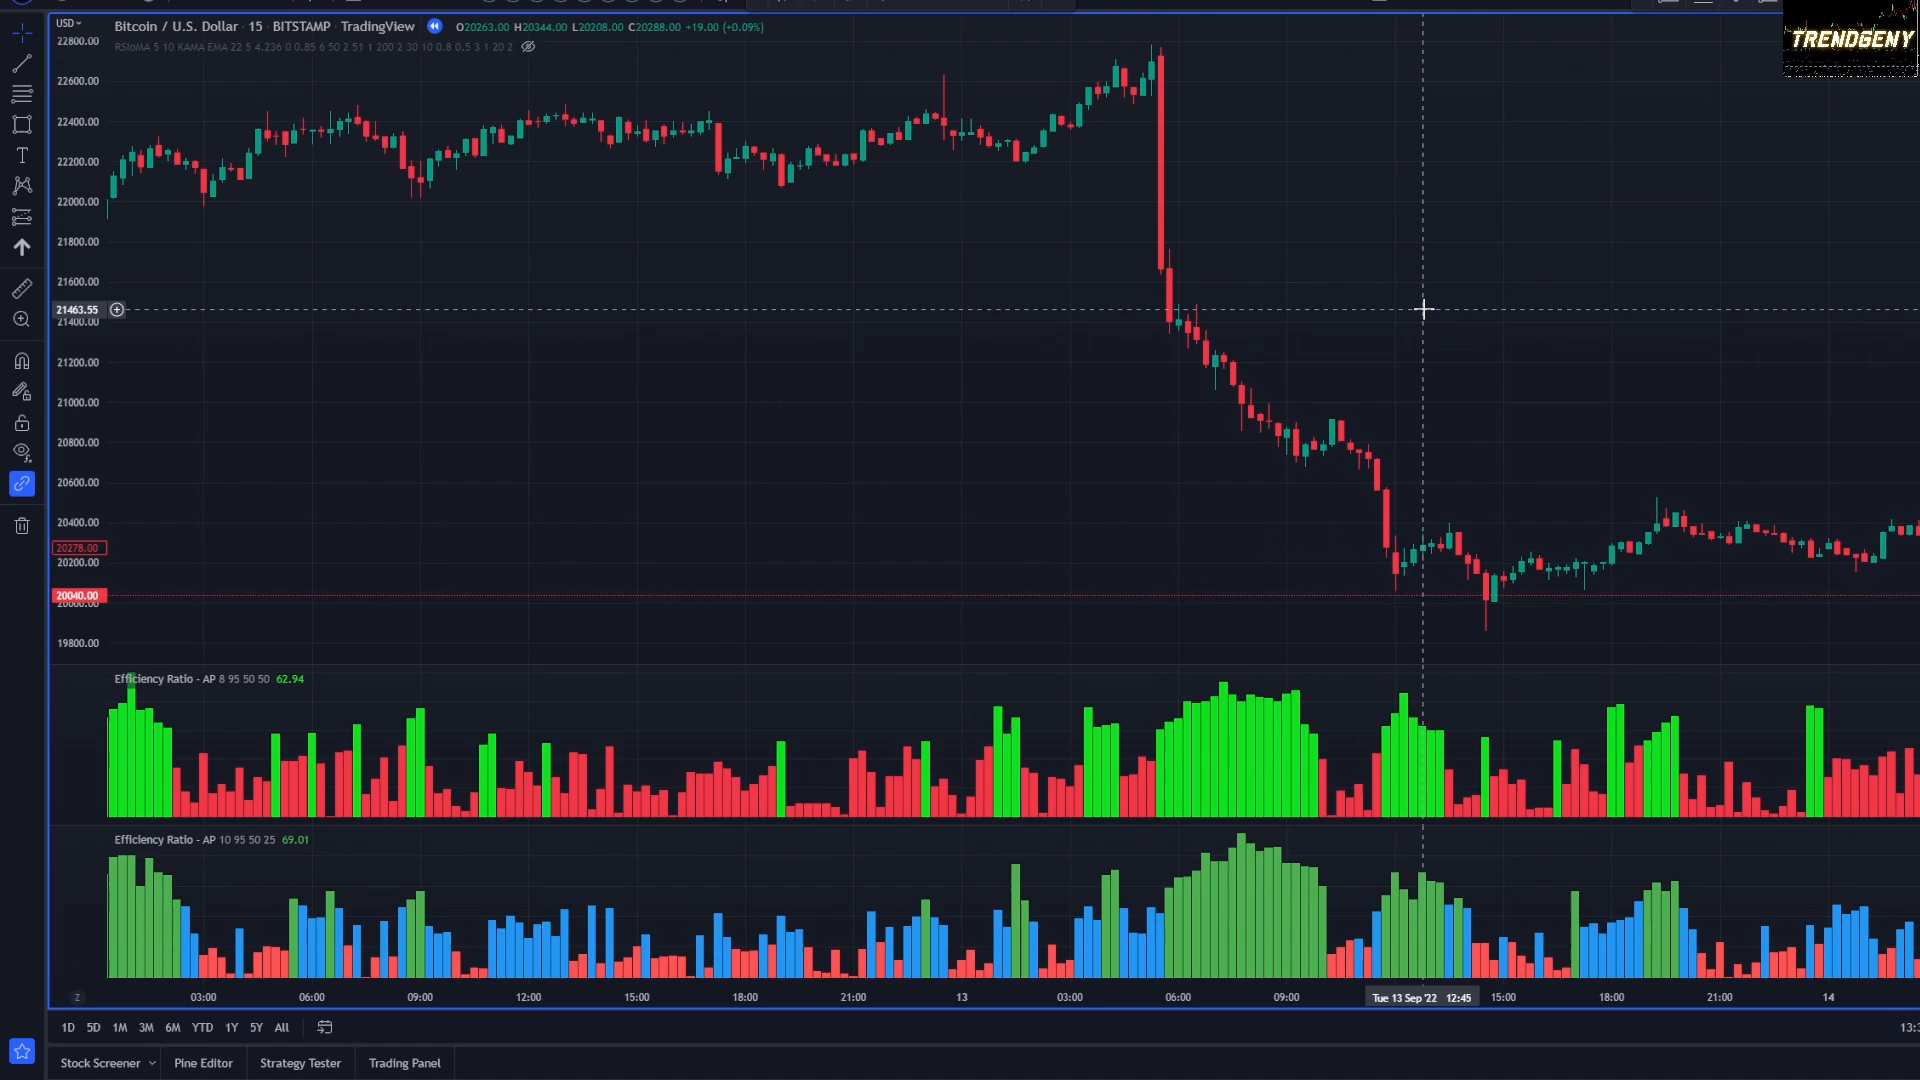 TRENDGENY
USD
Bitcoin / U.S. Dollar · 15 · BITSTAMP · TradingView O20263.00 H20344.00 L20208.00 C20288.00 +19.00 (+0.09%)
RSIoMA 5 10 KAMA EMA 22 5 4.236 0 0.85 6 50 2 51 1 200 2 30 10 0.8 0.5 3 1 20 2
22800.00
22600.00
22400.00
22200.00
22000.00
21800.00
21600.00
21463.55
21400.00
21200.00
21000.00
20800.00
20600.00
20400.00
20278.00
20200.00
20040.00
20000.00
19800.00
Efficiency Ratio - AP 8 95 50 50 62.94
Efficiency Ratio - AP 10 95 50 25 69.01
Z 03:00 06:00 09:00 12:00 15:00 18:00 21:00 13 03:00 06:00 09:00 Tue 13 Sep '22 12:45 15:00 18:00 21:00 14
1D 5D 1M 3M 6M YTD 1Y 5Y All
Stock Screener Pine Editor Strategy Tester Trading Panel